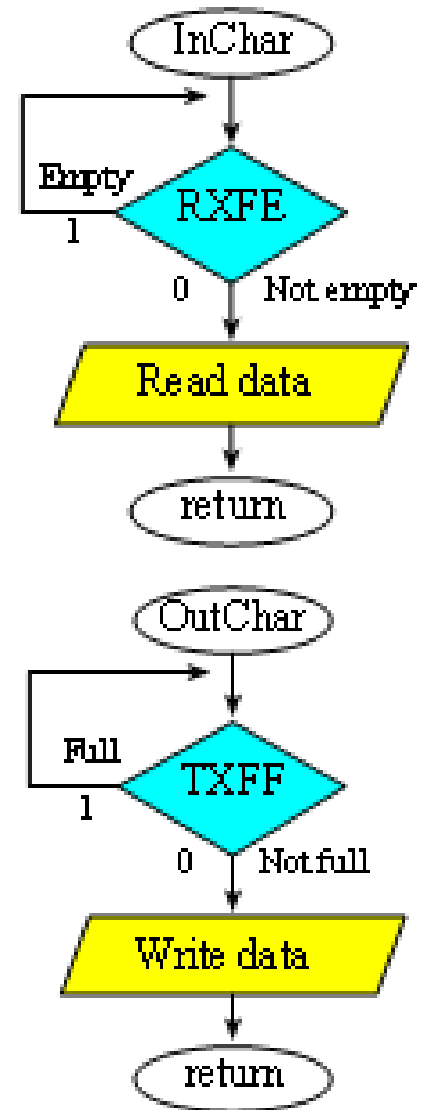 InChar
Empty
RXFE
1
0 Not empty
Read data
return
OutChar
Full
TXFF
1
0 Not full
Write data
return